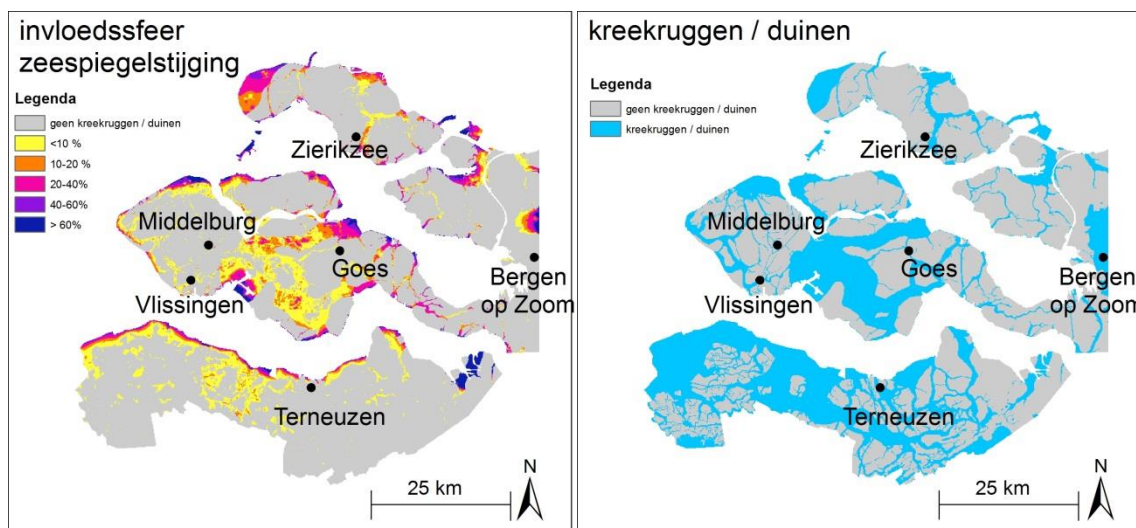 invloedssfeer
zeespiegelstijging
Legenda
geen kreekruggen / duinen
<10 %
10-20 %
20-40%
40-60%
> 60%
Zierikzee
Middelburg
Goes
Vlissingen
Bergen
op Zoom
Terneuzen
25 km
N
kreekruggen / duinen
Legenda
geen kreekruggen / duinen
kreekruggen / duinen
Zierikzee
Middelburg
Goes
Vlissingen
Bergen
op Zoom
Terneuzen
25 km
N